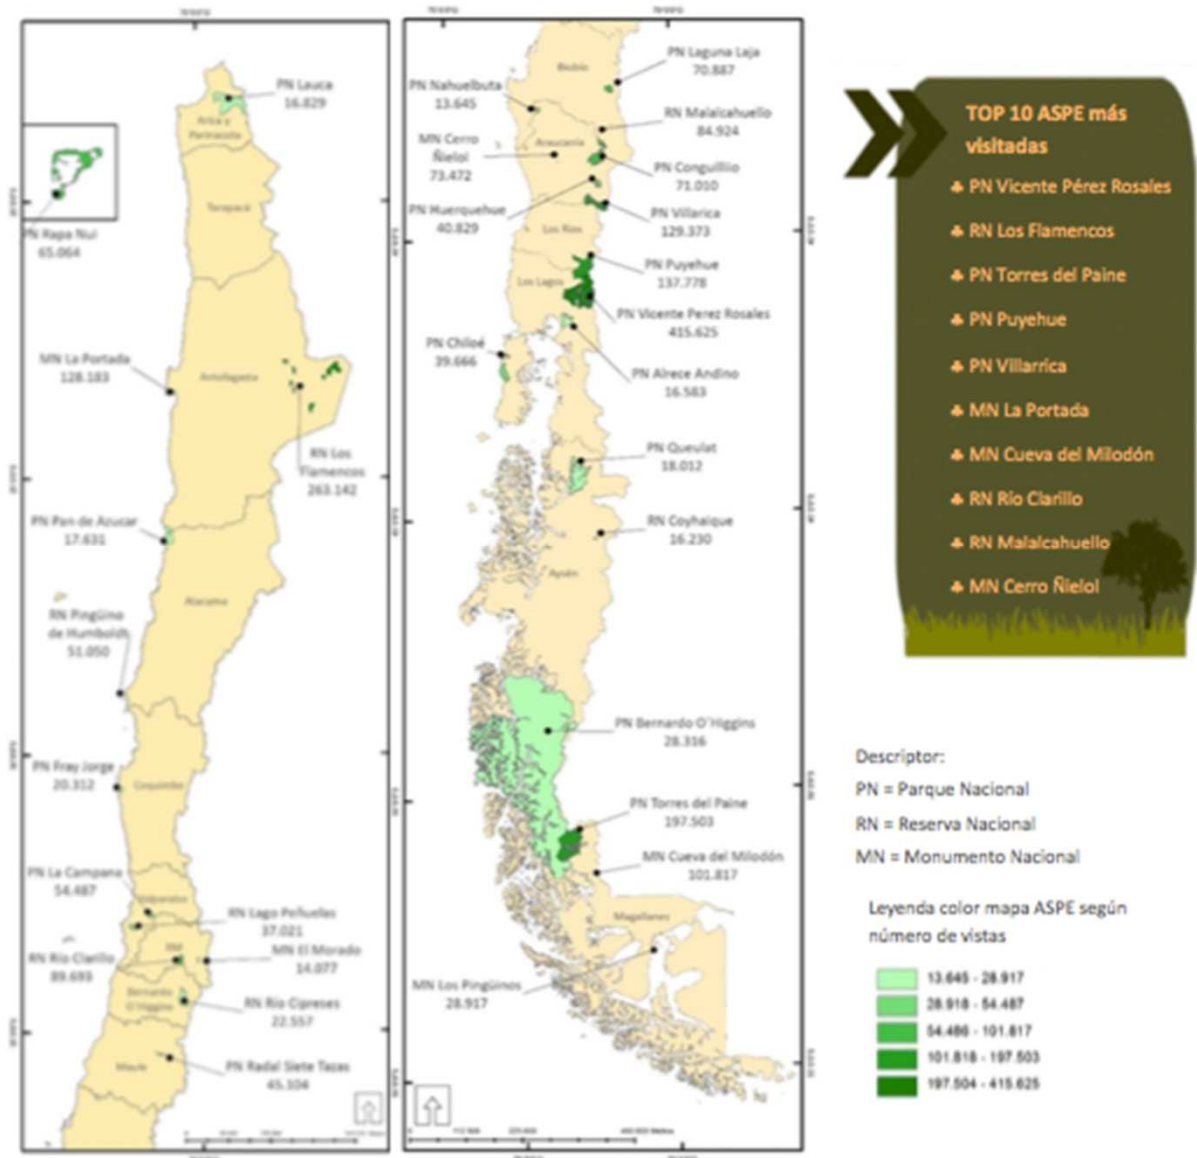 PN Lauca
16.829
Arica y
Parinacota
Tarapacá
PN Rapa Nui
65.064
MN La Portada
128.183
Antofagasta
RN Los
Flamencos
263.142
PN Pan de Azucar
17.631
Atacama
RN Pingüino
de Humboldt
51.050
PN Fray Jorge
20.312
Coquimbo
PN La Campana
54.487
Valparaíso
RN Lago Peñuelas
37.021
RM
RN Río Clarillo
89.693
MN El Morado
14.077
Bernardo
O'Higgins
RN Río Cipreses
22.557
Maule
PN Radal Siete Tazas
45.104
Biobío
PN Laguna Laja
70.887
PN Nahuelbuta
13.645
RN Malalcahuello
84.924
MN Cerro
Ñielol
73.472
Araucanía
PN Conguillío
71.010
PN Huerquehue
40.829
PN Villarica
129.373
Los Ríos
PN Puyehue
137.778
Los Lagos
PN Vicente Perez Rosales
415.625
PN Chiloé
39.666
PN Alrece Andino
16.583
PN Queulat
18.012
RN Coyhaique
16.230
Aysén
PN Bernardo O´Higgins
28.316
PN Torres del Paine
197.503
MN Cueva del Milodón
101.817
Magallanes
MN Los Pingüinos
28.917
TOP 10 ASPE más
visitadas
PN Vicente Pérez Rosales
RN Los Flamencos
PN Torres del Paine
PN Puyehue
PN Villarrica
MN La Portada
MN Cueva del Milodón
RN Río Clarillo
RN Malalcahuello
MN Cerro Ñielol
Descriptor:
PN = Parque Nacional
RN = Reserva Nacional
MN = Monumento Nacional
Leyenda color mapa ASPE según
número de vistas
13.645 - 28.917
28.918 - 54.487
54.486 - 101.817
101.818 - 197.503
197.504 - 415.625